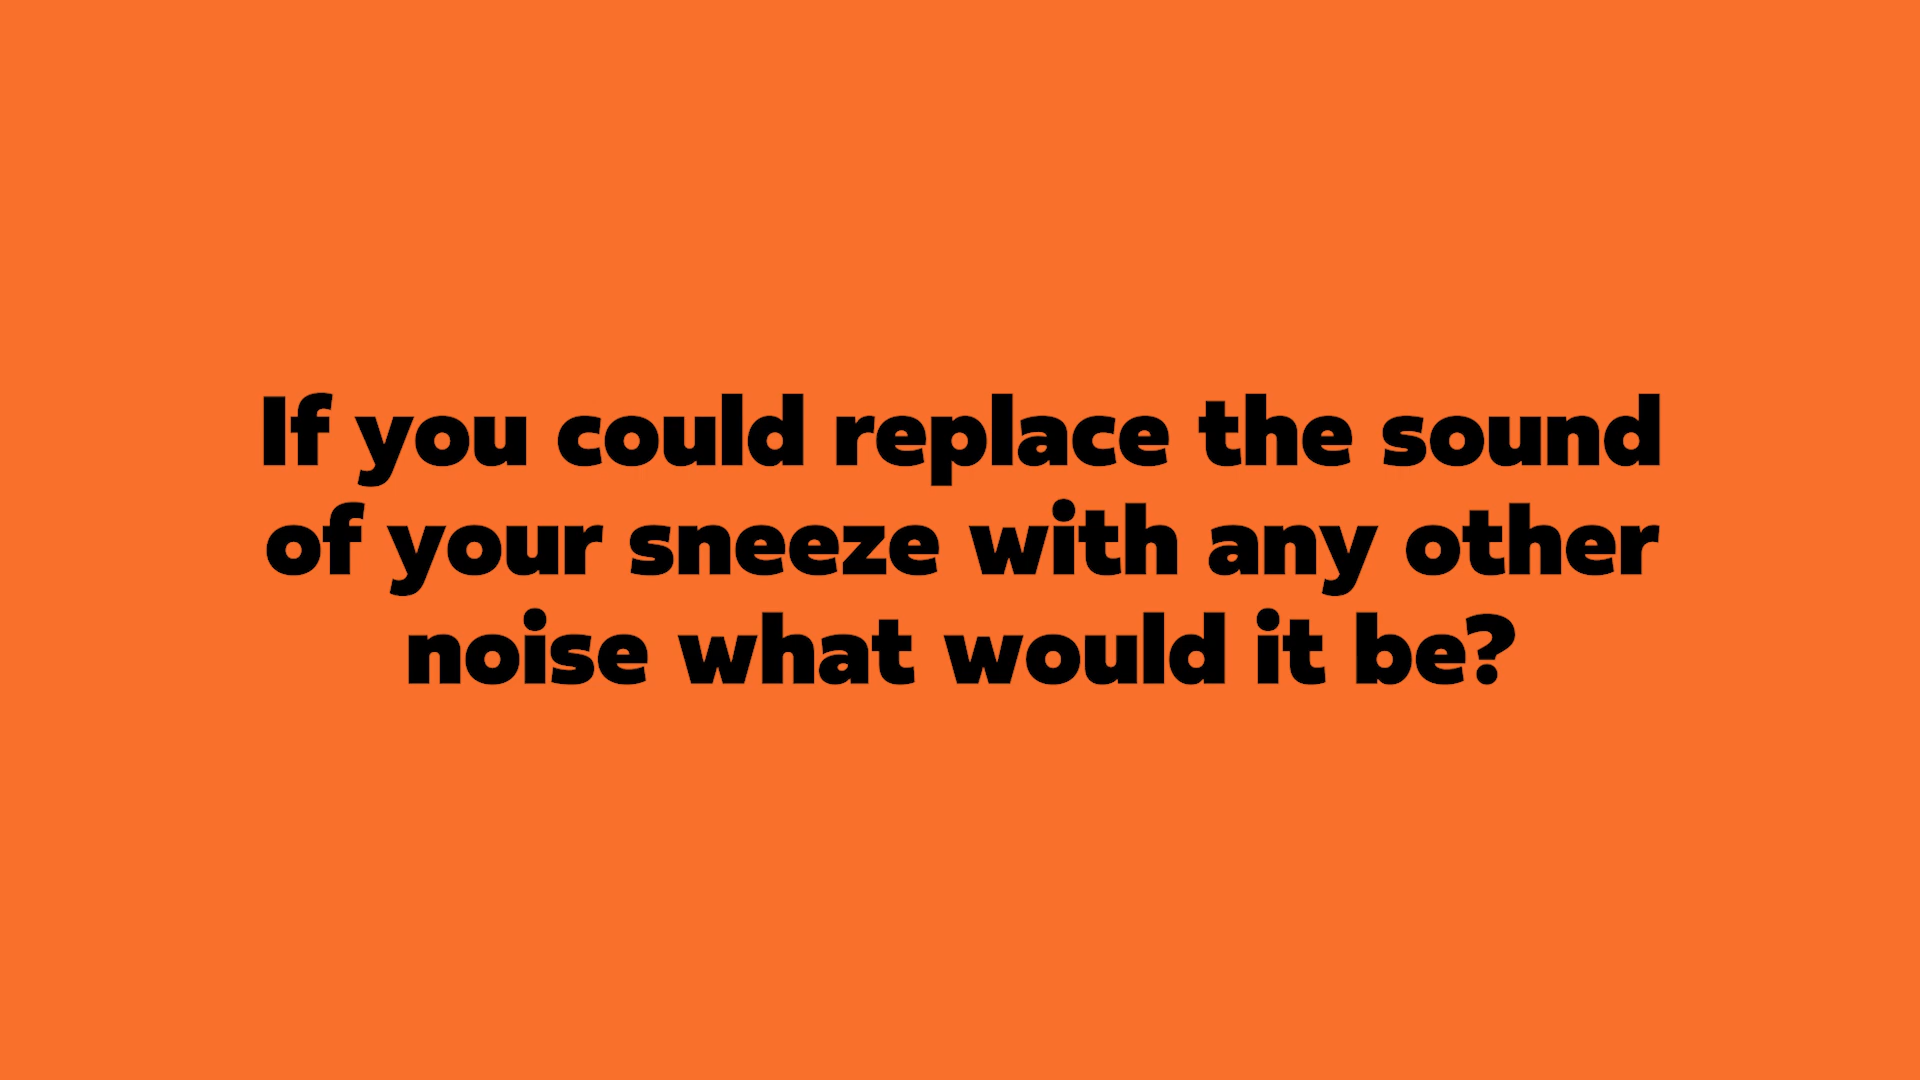 If you could replace the sound
of your sneeze with any other
noise what would it be?